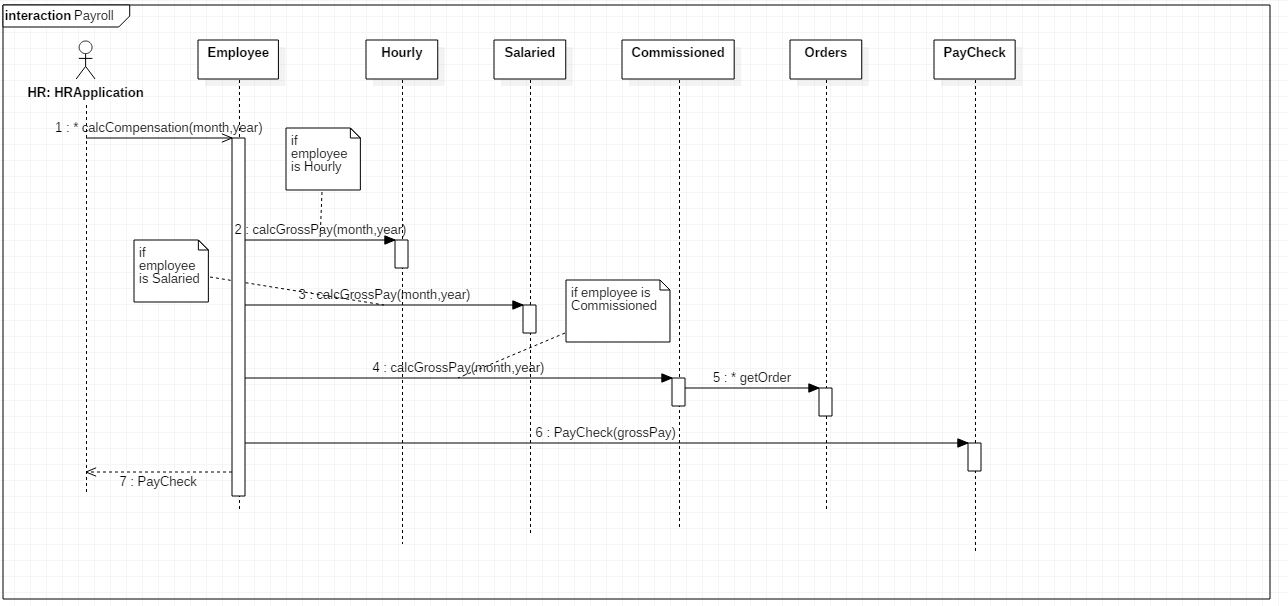 interaction Payroll
Employee
Hourly
Salaried
Commissioned
Orders
PayCheck
HR: HRApplication
1 : * calcCompensation(month,year)
if
employee
is Hourly
2 : calcGrossPay(month,year)
if
employee
is Salaried
3 : calcGrossPay(month,year)
if employee is
Commissioned
4 : calcGrossPay(month,year)
5 : * getOrder
6 : PayCheck(grossPay)
7 : PayCheck